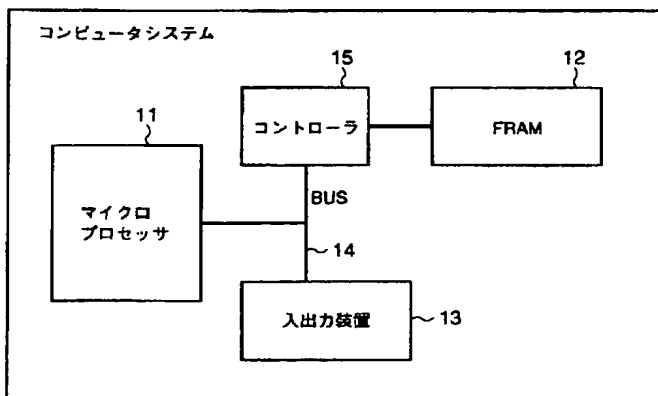 コンピュータシステム
15
12
11
コントローラ
FRAM
BUS
マイクロ
プロセッサ
14
入出力装置
13